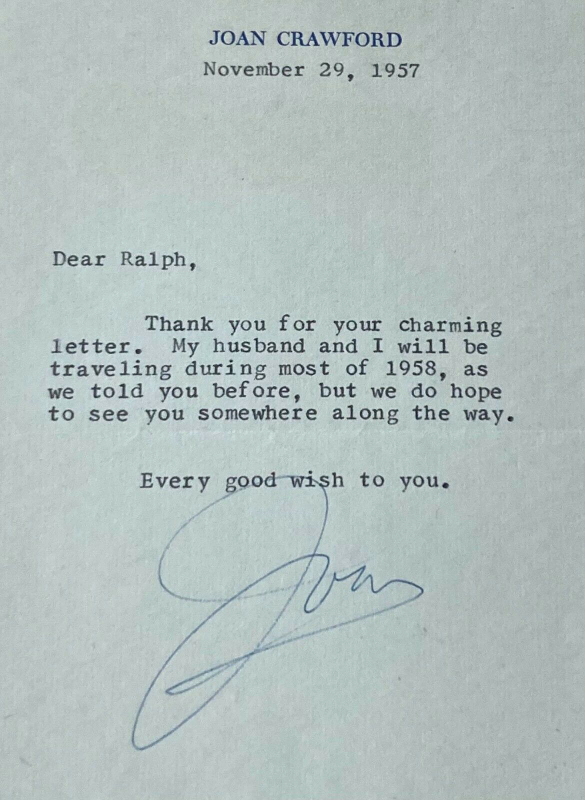 JOAN CRAWFORD
November 29, 1957
Dear Ralph,
Thank you for your charming
letter. My husband and I will be
traveling during most of 1958, as
we told you before, but we do hope
to see you somewhere along the way.
Every good wish to you.
Joan